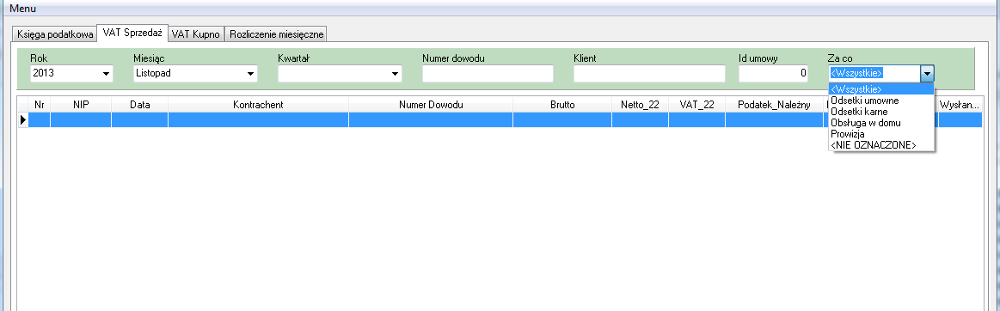 Menu
Księga podatkowa VAT Sprzedaż VAT Kupno Rozliczenie miesięczne
Rok Miesiąc Kwartał Numer dowodu Klient Id umowy Za co
2013 Listopad 0 <Wszystkie>
<Wszystkie>
Odsetki umowne
Odsetki karne
Obsługa w domu
Prowizja
<NIE OZNACZONE>
Nr NIP Data Kontrachent Numer Dowodu Brutto Netto_22 VAT_22 Podatek_Należny Wysłan...